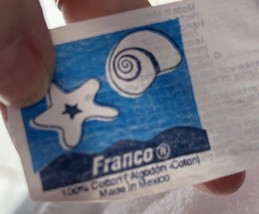 Franco®
100% Cotton (Algodón -Coton)
Made in Mexico